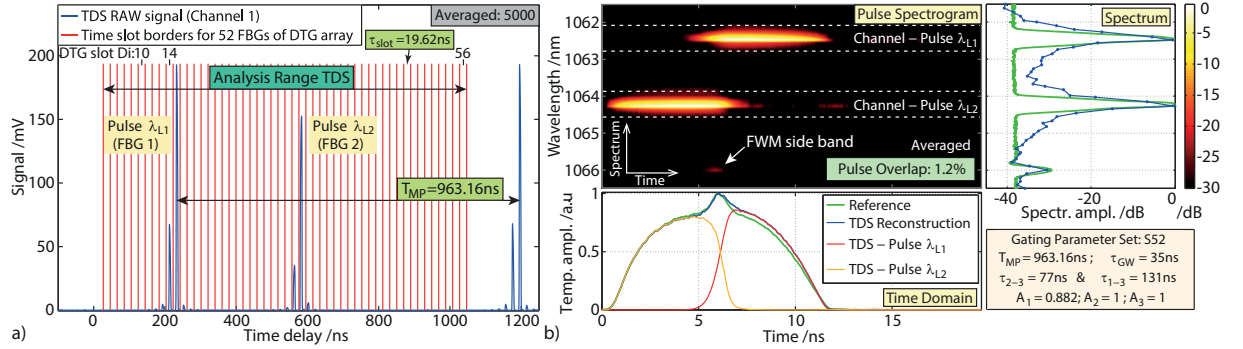 TDS RAW signal (Channel 1)
Time slot borders for 52 FBGs of DTG array
Averaged: 5000
τslot=19.62ns
DTG slot Di:10 14 56
Analysis Range TDS
Pulse λL1
(FBG 1)
Pulse λL2
(FBG 2)
TMP=963.16ns
Signal /mV
200
150
100
50
0
0 200 400 600 800 1000 1200
Time delay /ns
a)
Pulse Spectrogram
Channel – Pulse λL1
Channel – Pulse λL2
Averaged
FWM side band
Pulse Overlap: 1.2%
Spectrum
Time
Wavelength /nm
1062
1063
1064
1065
1066
Spectrum
-40 -20 0
Spectr. ampl. /dB
0
-5
-10
-15
-20
-25
-30
/dB
Reference
TDS Reconstruction
TDS – Pulse λL1
TDS – Pulse λL2
Time Domain
Temp. ampl. /a.u
1
0.5
0
0 5 10 15
Time /ns
b)
Gating Parameter Set: S52
TMP = 963.16ns ; τGW = 35ns
τ2−3 = 77ns & τ1−3 = 131ns
A1 = 0.882; A2 = 1 ; A3 = 1